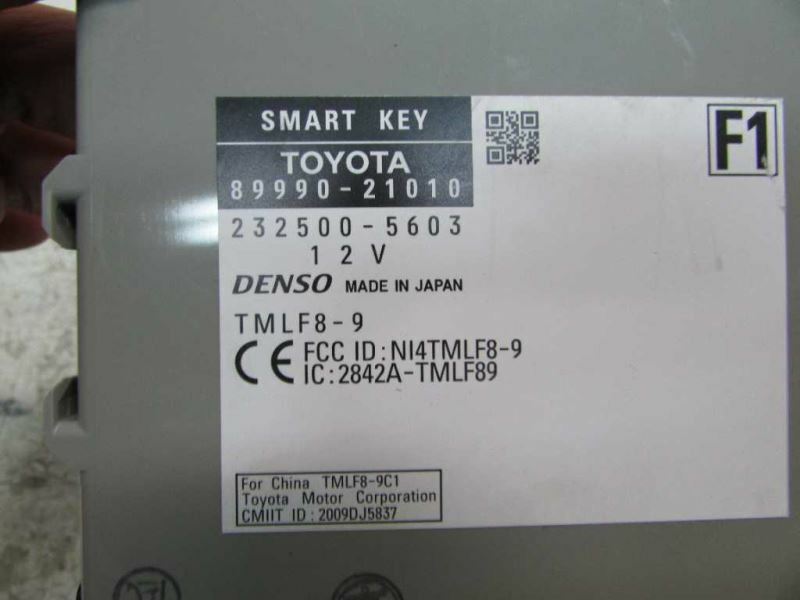 SMART KEY
F1
TOYOTA
89990-21010
232500-5603
12V
DENSO MADE IN JAPAN
TMLF8-9
CE FCC ID:NI4TMLF8-9
IC:2842A-TMLF89
For China TMLF8-9C1
Toyota Motor Corporation
CMIIT ID:2009DJ5837